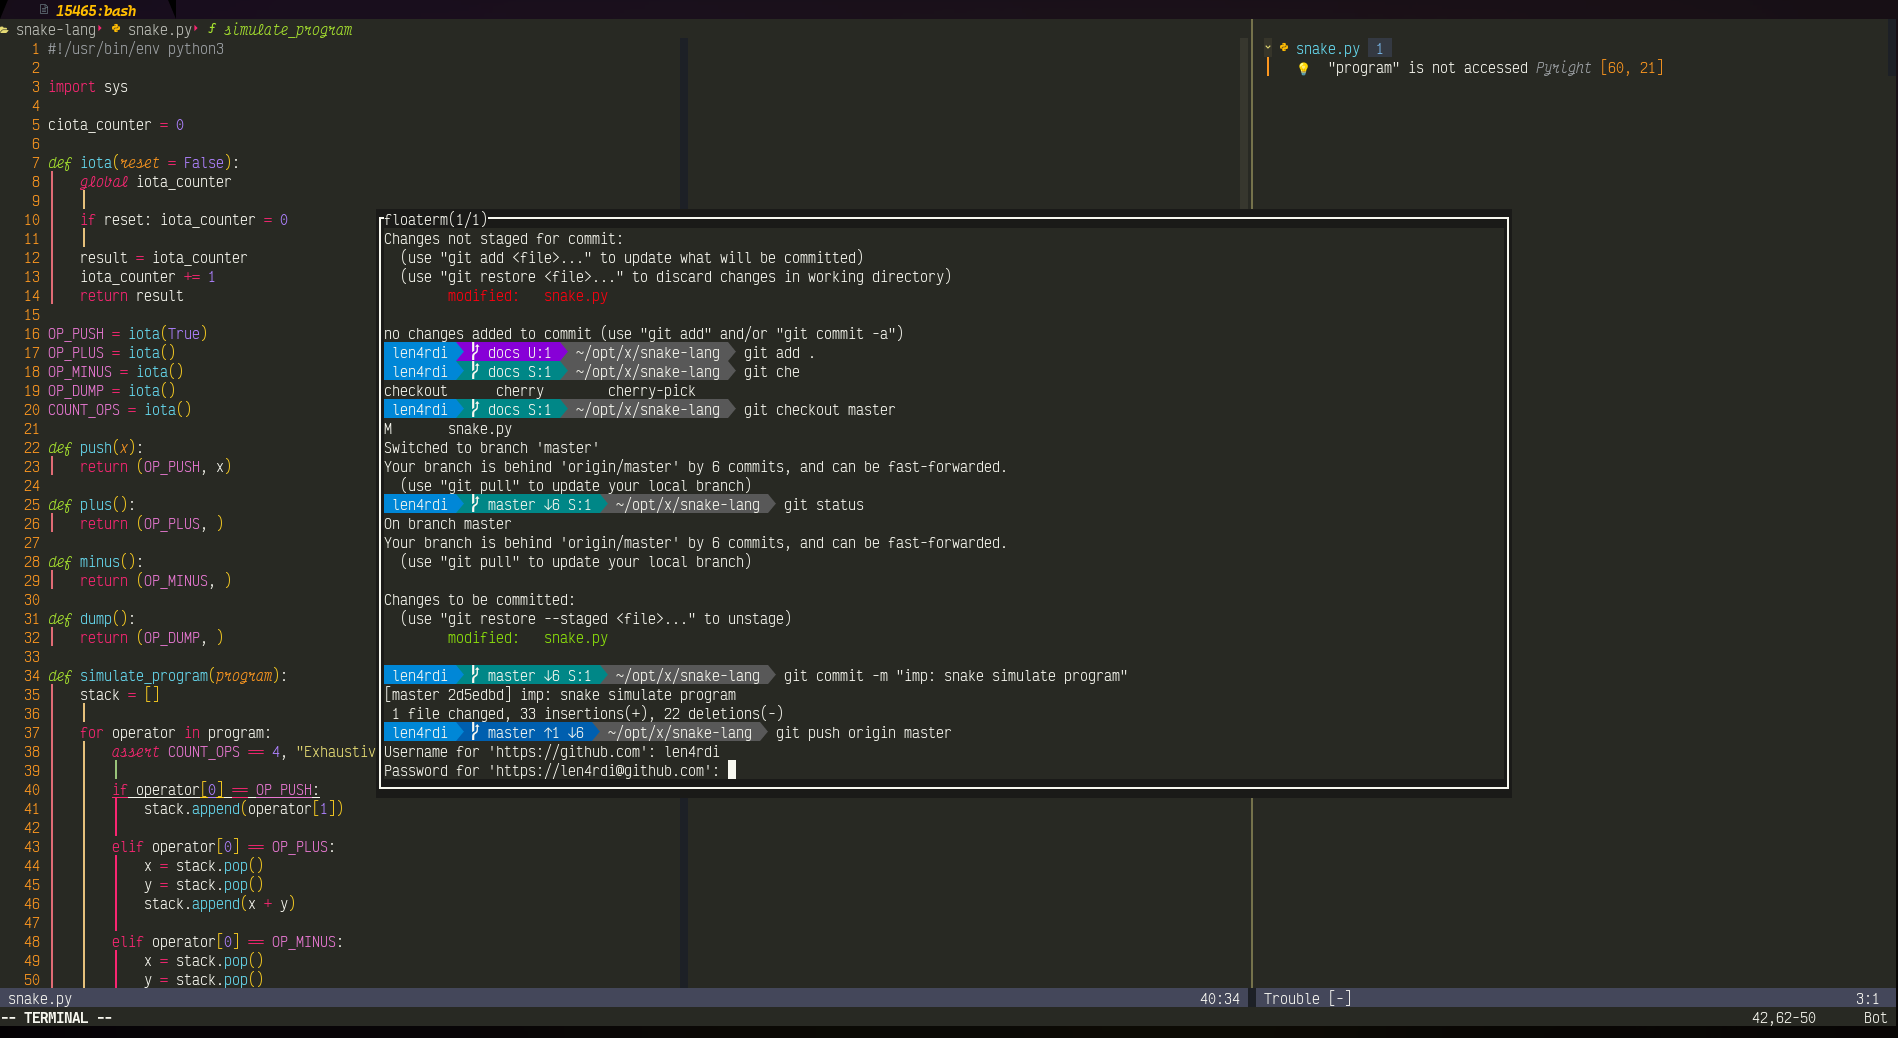 15465:bash
snake-lang snake.py ƒ simulate_program
1 #!/usr/bin/env python3
2
3 import sys
4
5 ciota_counter = 0
6
7 def iota(reset = False):
8 global iota_counter
9
10 if reset: iota_counter = 0
11
12 result = iota_counter
13 iota_counter += 1
14 return result
15
16 OP_PUSH = iota(True)
17 OP_PLUS = iota()
18 OP_MINUS = iota()
19 OP_DUMP = iota()
20 COUNT_OPS = iota()
21
22 def push(x):
23 return (OP_PUSH, x)
24
25 def plus():
26 return (OP_PLUS, )
27
28 def minus():
29 return (OP_MINUS, )
30
31 def dump():
32 return (OP_DUMP, )
33
34 def simulate_program(program):
35 stack = []
36
37 for operator in program:
38 assert COUNT_OPS == 4, "Exhaustiv
39
40 if operator[0] == OP_PUSH:
41 stack.append(operator[1])
42
43 elif operator[0] == OP_PLUS:
44 x = stack.pop()
45 y = stack.pop()
46 stack.append(x + y)
47
48 elif operator[0] == OP_MINUS:
49 x = stack.pop()
50 y = stack.pop()
floaterm(1/1)
Changes not staged for commit:
(use "git add <file>..." to update what will be committed)
(use "git restore <file>..." to discard changes in working directory)
modified: snake.py
no changes added to commit (use "git add" and/or "git commit -a")
len4rdi docs U:1 ~/opt/x/snake-lang git add .
len4rdi docs S:1 ~/opt/x/snake-lang git che
checkout cherry cherry-pick
len4rdi docs S:1 ~/opt/x/snake-lang git checkout master
M snake.py
Switched to branch 'master'
Your branch is behind 'origin/master' by 6 commits, and can be fast-forwarded.
(use "git pull" to update your local branch)
len4rdi master ↓6 S:1 ~/opt/x/snake-lang git status
On branch master
Your branch is behind 'origin/master' by 6 commits, and can be fast-forwarded.
(use "git pull" to update your local branch)
Changes to be committed:
(use "git restore --staged <file>..." to unstage)
modified: snake.py
len4rdi master ↓6 S:1 ~/opt/x/snake-lang git commit -m "imp: snake simulate program"
[master 2d5edbd] imp: snake simulate program
1 file changed, 33 insertions(+), 22 deletions(-)
len4rdi master ↑1 ↓6 ~/opt/x/snake-lang git push origin master
Username for 'https://github.com': len4rdi
Password for 'https://len4rdi@github.com':
snake.py 1
"program" is not accessed Pyright [60, 21]
snake.py 40:34 Trouble [-] 3:1
-- TERMINAL -- 42,62-50 Bot